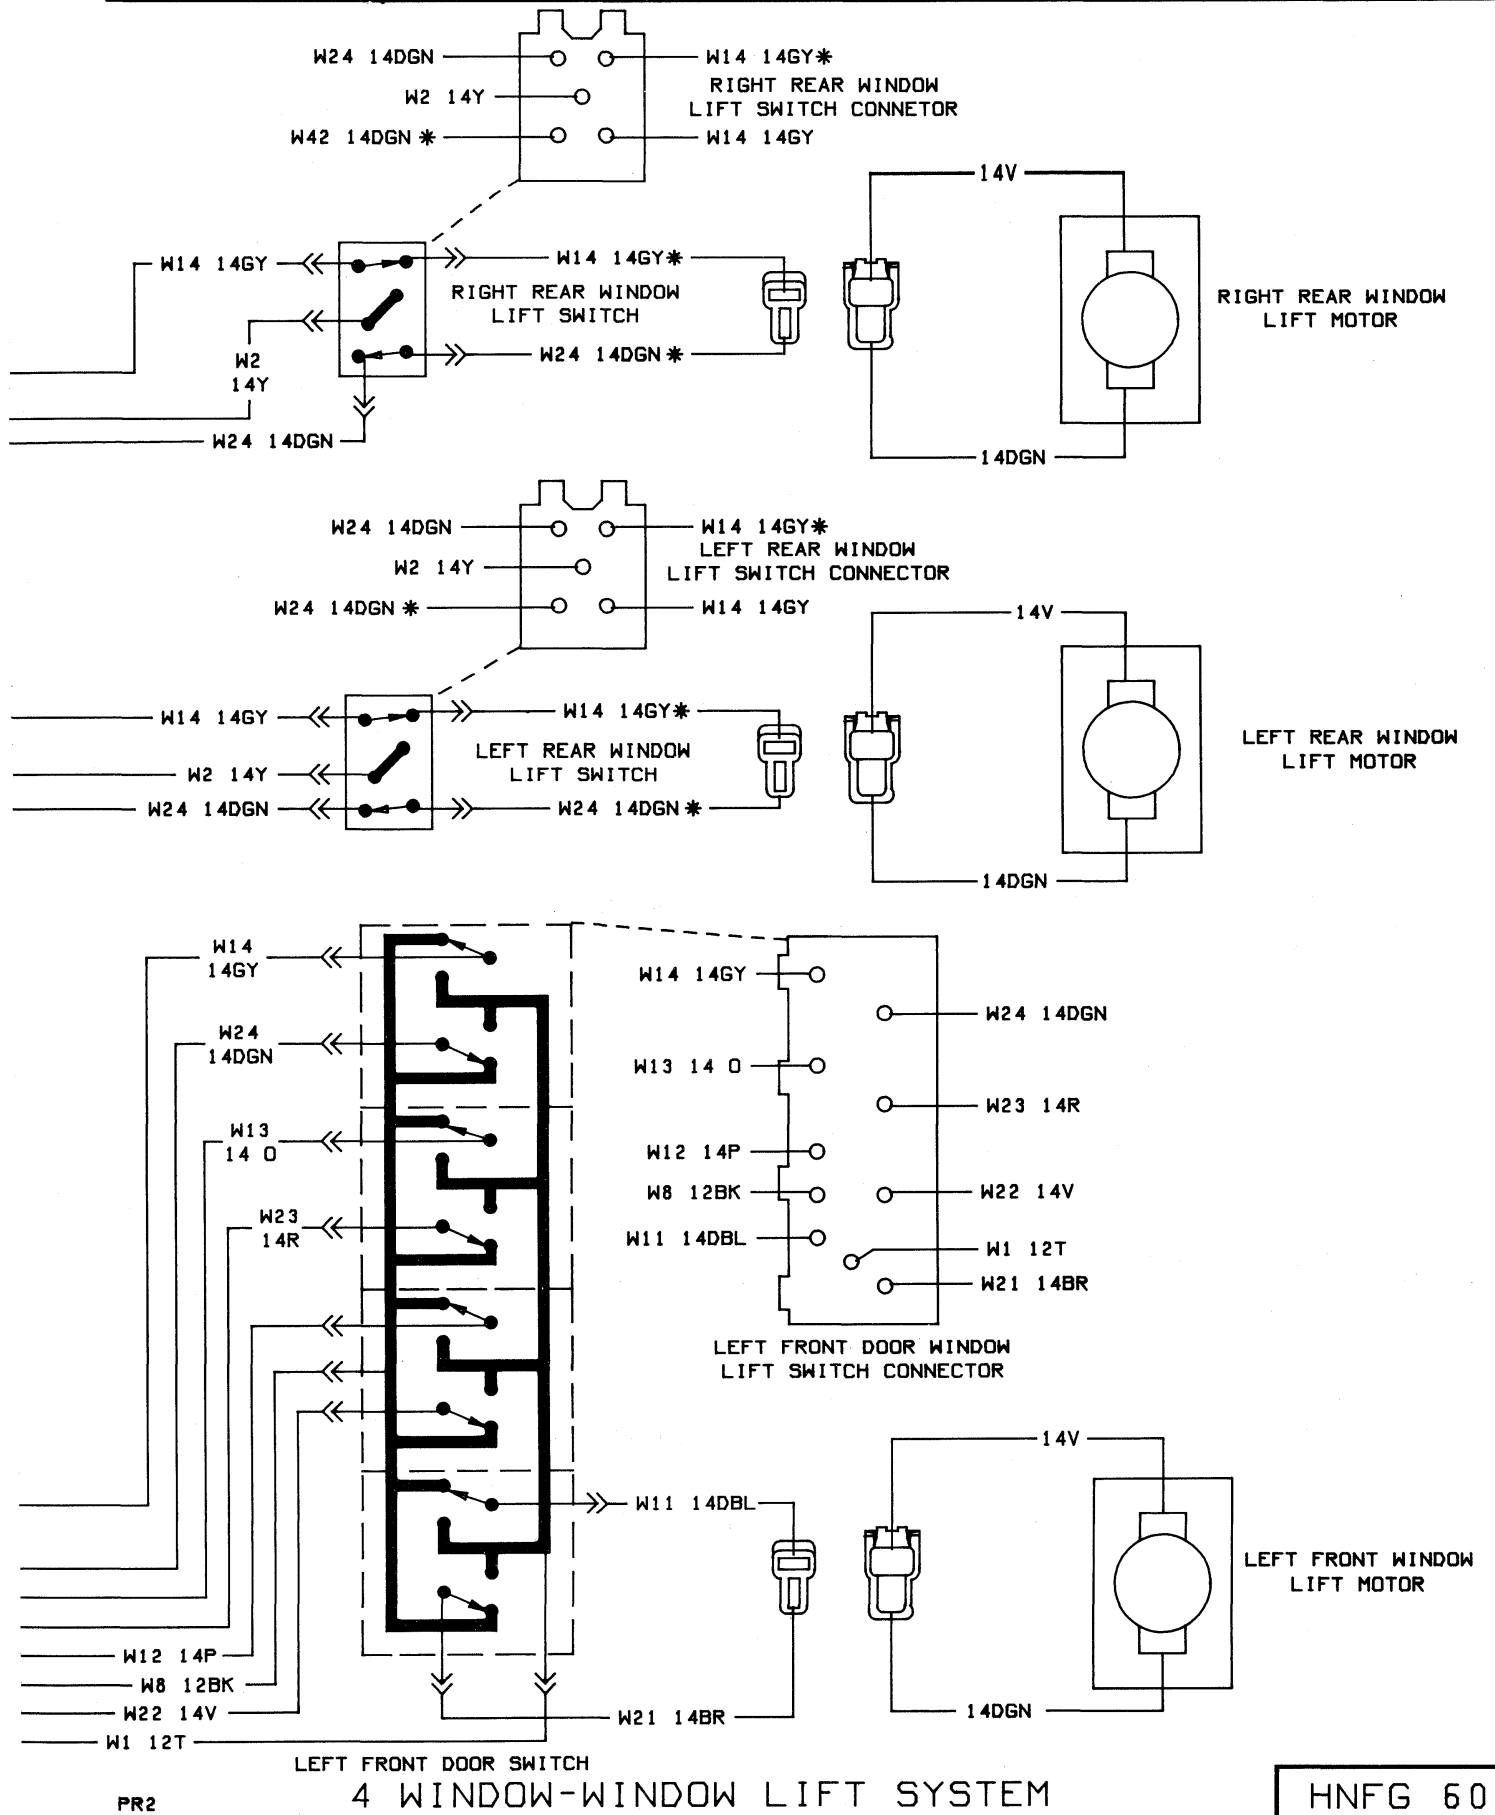 W24 14DGN
W14 14GY*
RIGHT REAR WINDOW
LIFT SWITCH CONNETOR
W2 14Y
W42 14DGN *
W14 14GY
14V
W14 14GY
W14 14GY*
RIGHT REAR WINDOW
LIFT SWITCH
RIGHT REAR WINDOW
LIFT MOTOR
W2
14Y
W24 14DGN*
W24 14DGN
14DGN
W24 14DGN
W14 14GY*
LEFT REAR WINDOW
LIFT SWITCH CONNECTOR
W2 14Y
W24 14DGN *
W14 14GY
14V
W14 14GY
W14 14GY*
LEFT REAR WINDOW
LIFT SWITCH
LEFT REAR WINDOW
LIFT MOTOR
W2 14Y
W24 14DGN
W24 14DGN *
14DGN
W14
14GY
W14 14GY
W24 14DGN
W24
14DGN
W13 14 O
W23 14R
W13
14 O
W12 14P
W8 12BK
W22 14V
W23
14R
W11 14DBL
W1 12T
W21 14BR
LEFT FRONT DOOR WINDOW
LIFT SWITCH CONNECTOR
14V
W11 14DBL
LEFT FRONT WINDOW
LIFT MOTOR
W12 14P
W8 12BK
W22 14V
W21 14BR
14DGN
W1 12T
LEFT FRONT DOOR SWITCH
4 WINDOW-WINDOW LIFT SYSTEM
PR2
HNFG 60